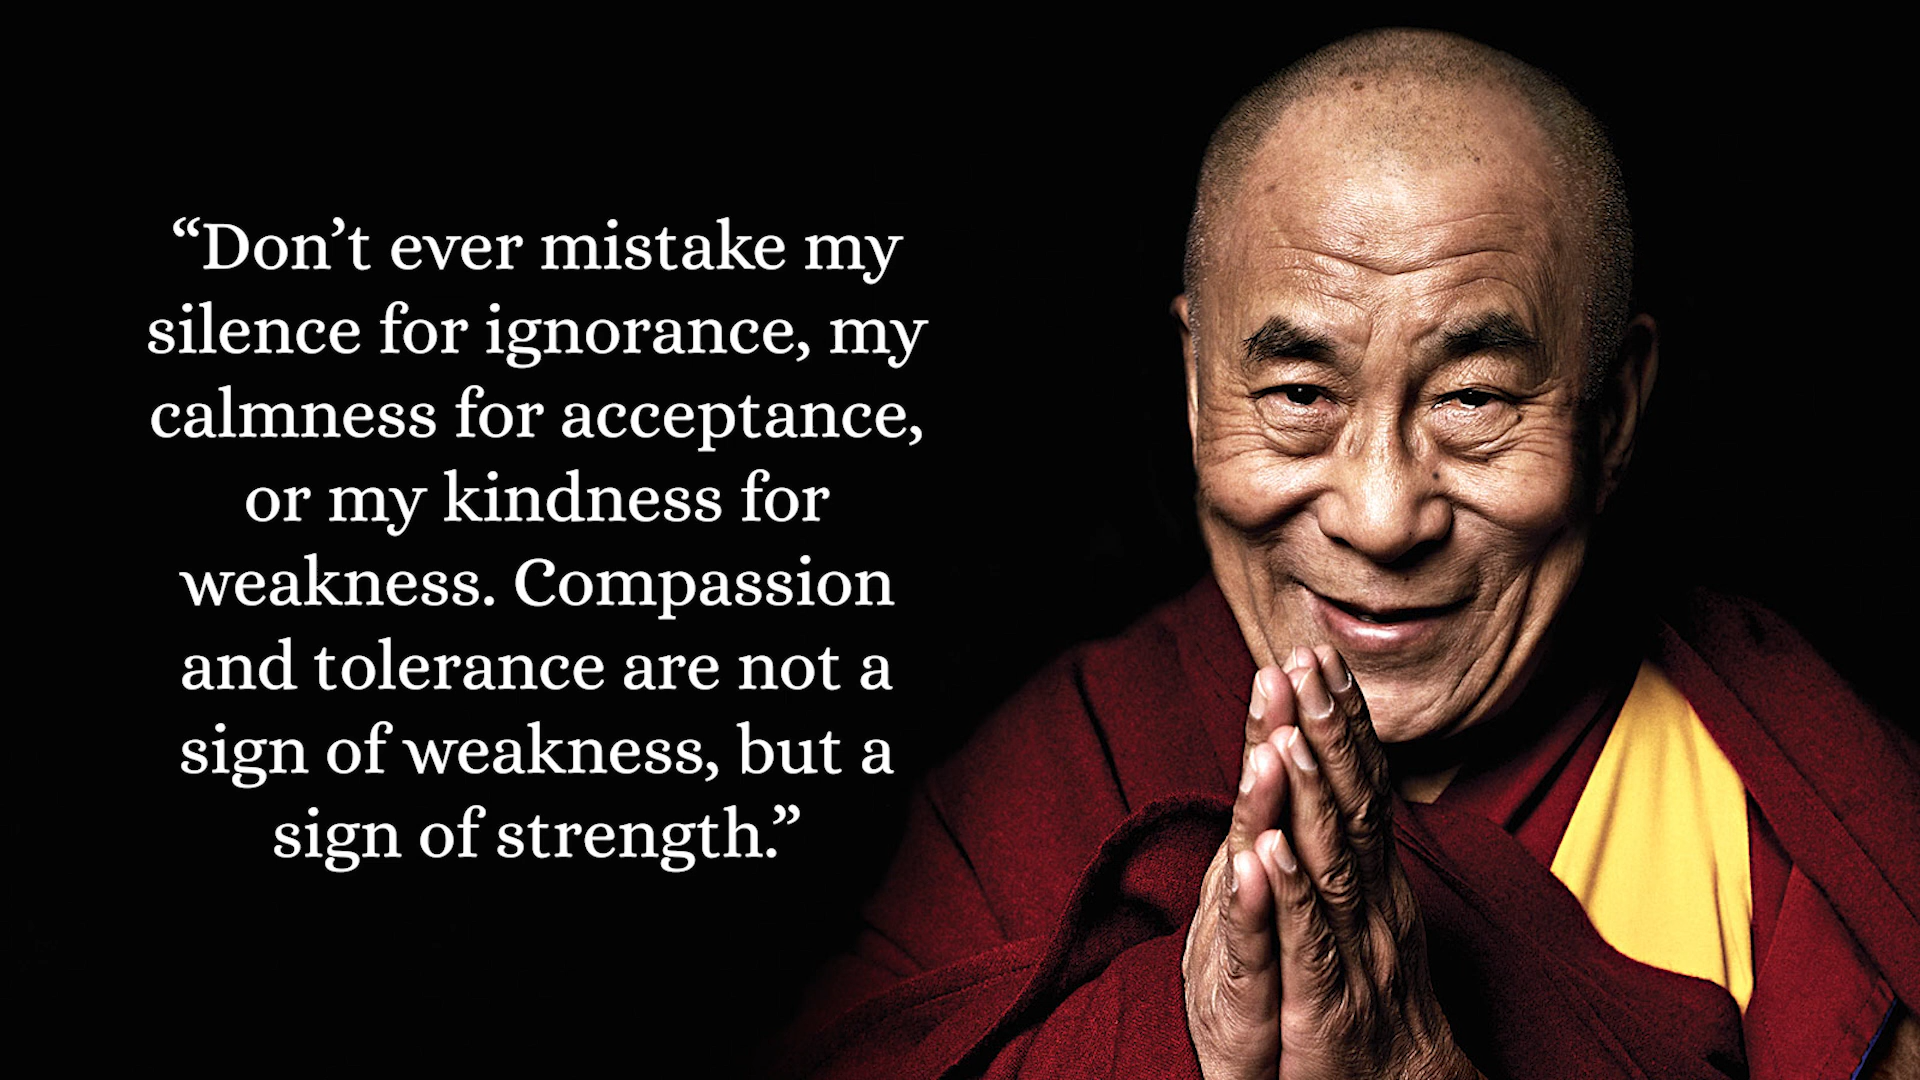 “Don’t ever mistake my
silence for ignorance, my
calmness for acceptance,
or my kindness for
weakness. Compassion
and tolerance are not a
sign of weakness, but a
sign of strength.”